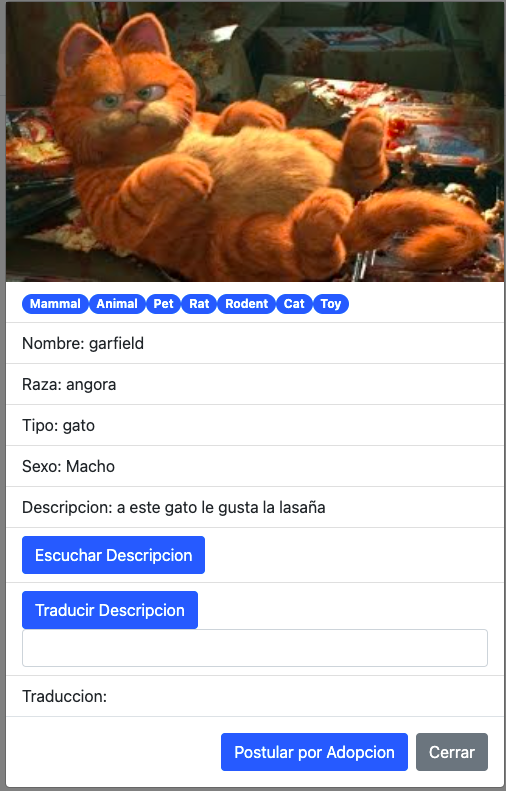 Mammal Animal Pet Rat Rodent Cat Toy
Nombre: garfield
Raza: angora
Tipo: gato
Sexo: Macho
Descripcion: a este gato le gusta la lasaña
Escuchar Descripcion
Traducir Descripcion
Traduccion:
Postular por Adopcion Cerrar